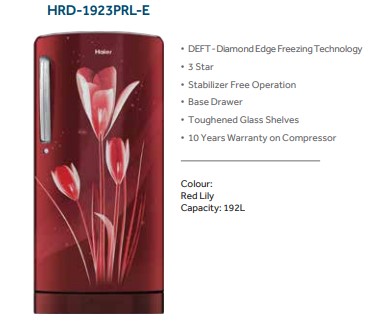 HRD-1923PRL-E
Haier
• DEFT - Diamond Edge Freezing Technology
• 3 Star
• Stabilizer Free Operation
• Base Drawer
• Toughened Glass Shelves
• 10 Years Warranty on Compressor
Colour:
Red Lily
Capacity: 192L